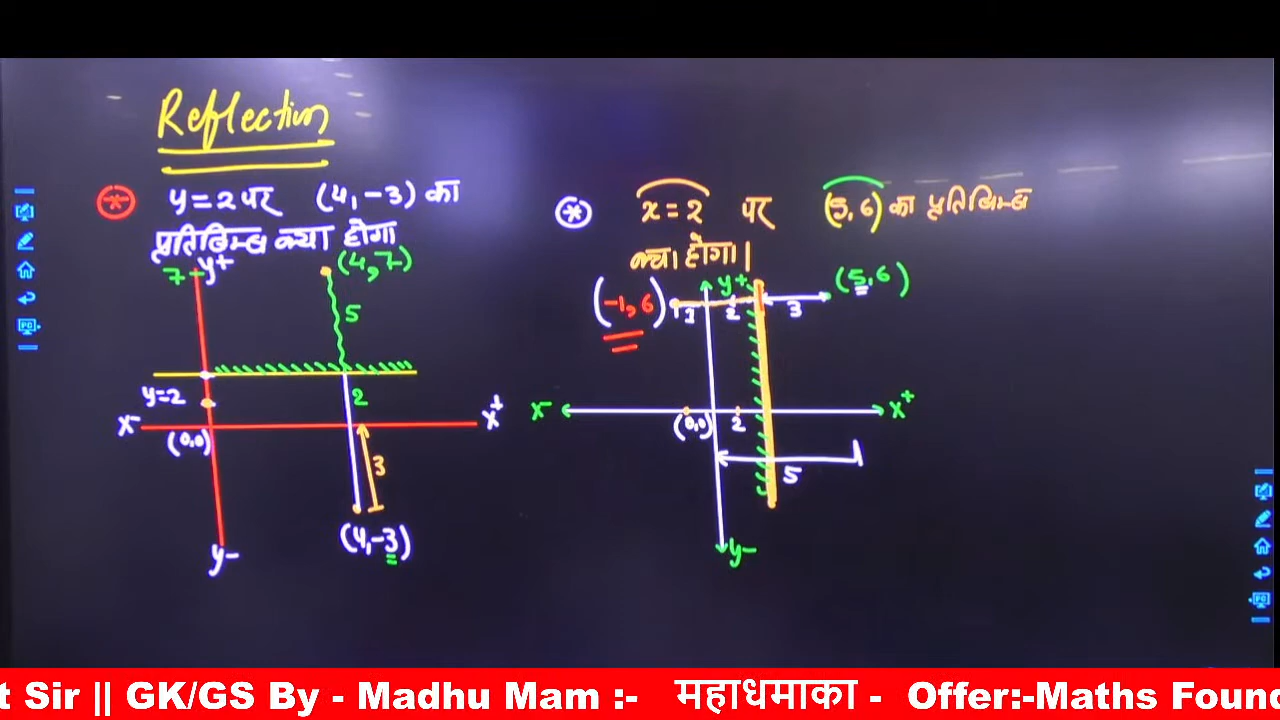 Reflection
y=2 पर (4,-3) का
प्रतिबिम्ब क्या होगा
7 y+
(4,7)
5
y=2
2
x- x+
(0,0)
3
(4,-3)
y-
x=2 पर (5,6) का प्रतिबिम्ब
क्या होगा।
y+
(5,6)
(-1,6)
1 2 3
x- x+
(0,0) 2
5
y-
t Sir || GK/GS By - Madhu Mam :- महाधमाका - Offer:-Maths Found